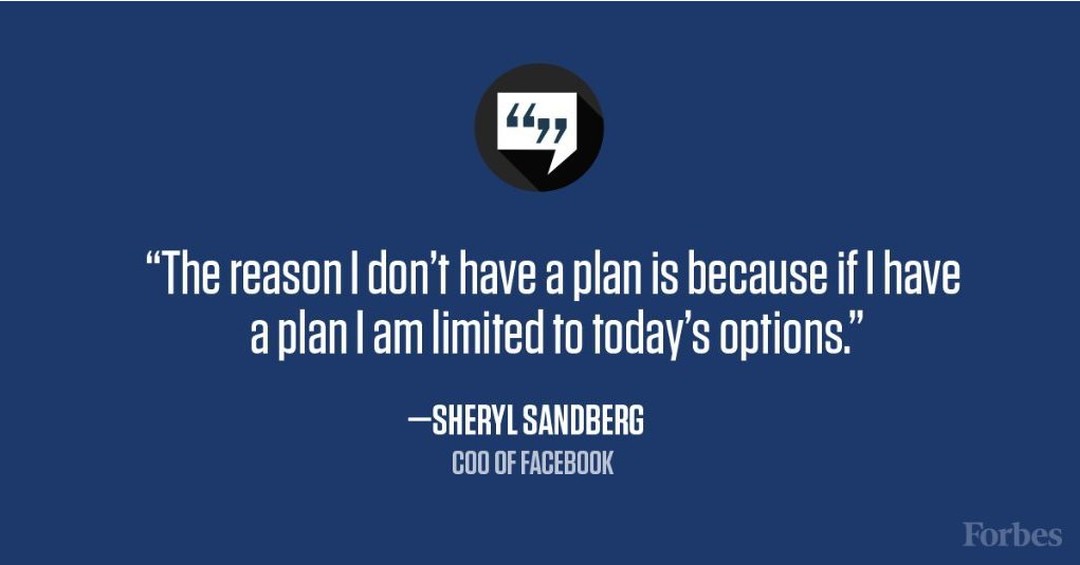 “The reason I don’t have a plan is because if I have
a plan I am limited to today’s options.”
—SHERYL SANDBERG
COO OF FACEBOOK
Forbes